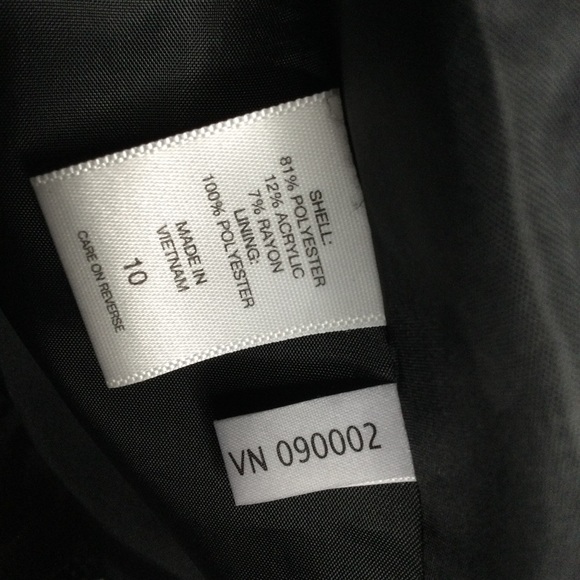 SHELL:
81% POLYESTER
12% ACRYLIC
7% RAYON
LINING:
100% POLYESTER
MADE IN
VIETNAM
10
CARE ON REVERSE
VN 090002